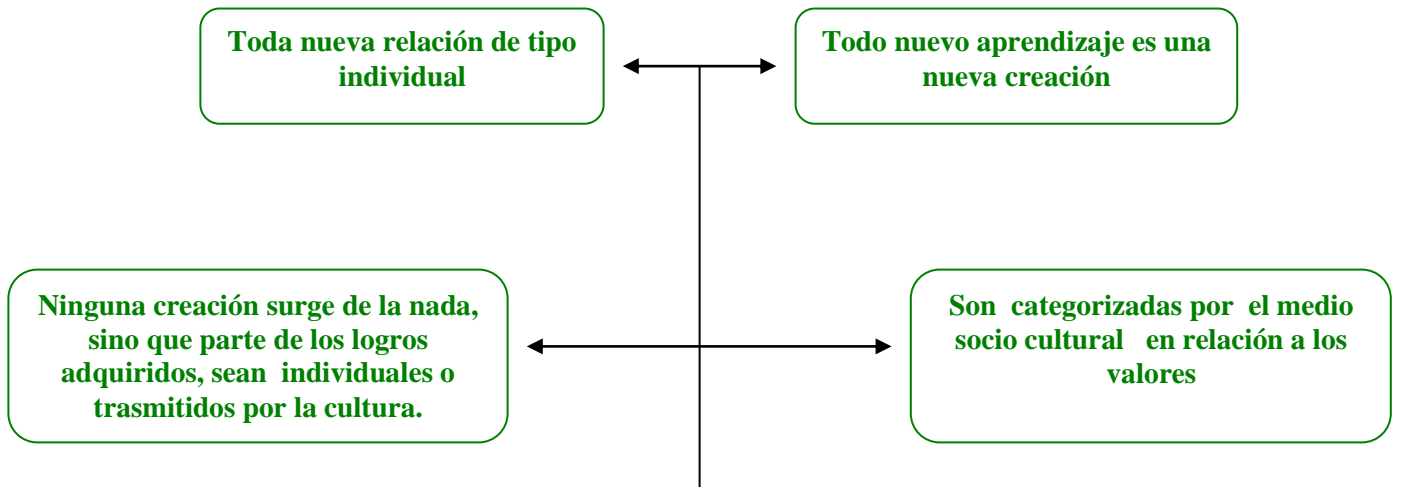 Toda nueva relación de tipo
individual
Todo nuevo aprendizaje es una
nueva creación
Ninguna creación surge de la nada,
sino que parte de los logros
adquiridos, sean individuales o
trasmitidos por la cultura.
Son categorizadas por el medio
socio cultural en relación a los
valores